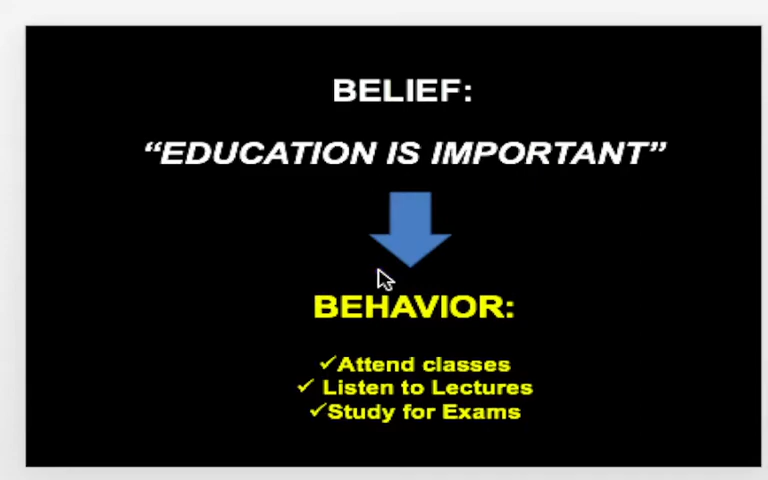 BELIEF:
“EDUCATION IS IMPORTANT”
BEHAVIOR:
✓Attend classes
✓ Listen to Lectures
✓Study for Exams